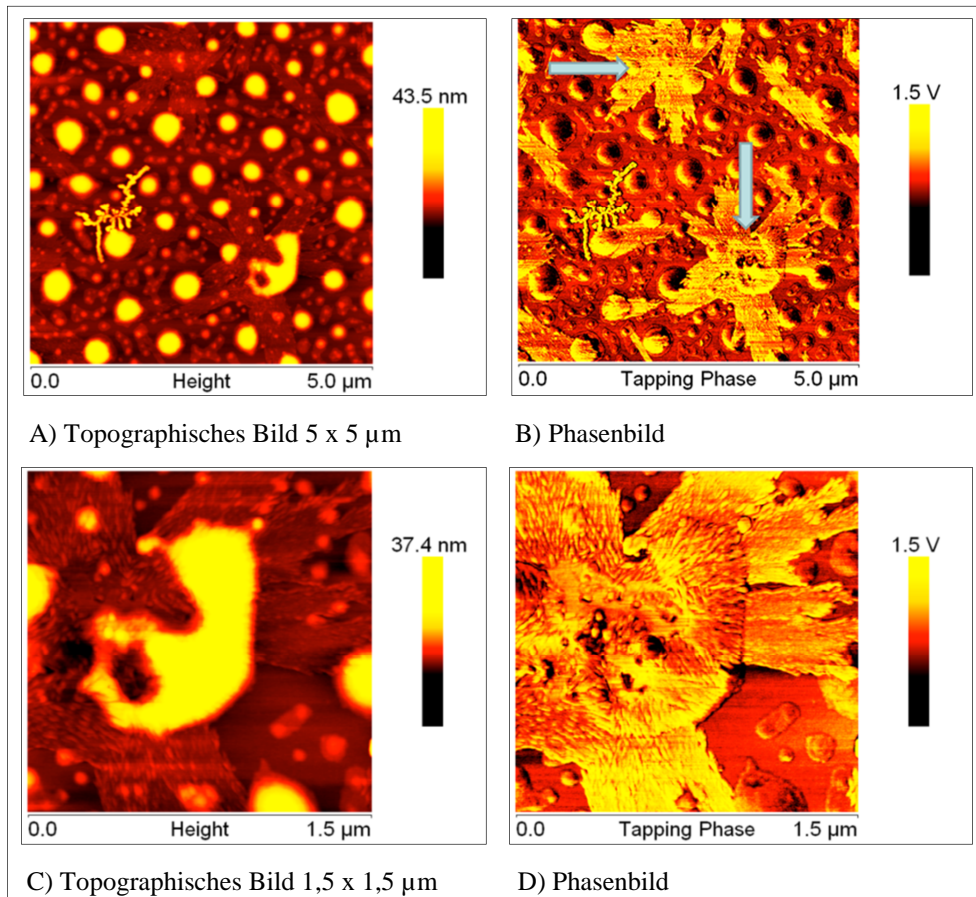 43.5 nm
0.0 Height 5.0 µm
1.5 V
0.0 Tapping Phase 5.0 µm
A) Topographisches Bild 5 x 5 µm
B) Phasenbild
37.4 nm
0.0 Height 1.5 µm
1.5 V
0.0 Tapping Phase 1.5 µm
C) Topographisches Bild 1,5 x 1,5 µm
D) Phasenbild